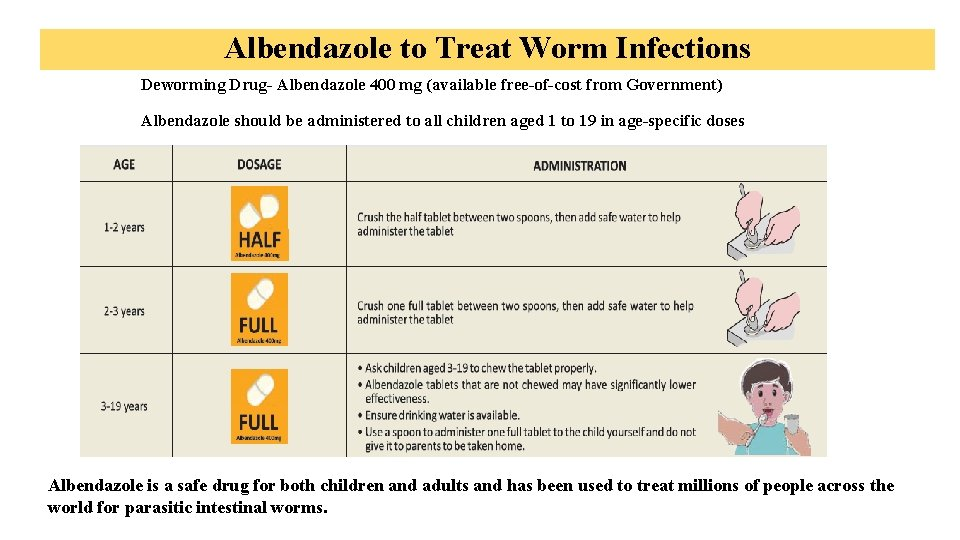 Albendazole to Treat Worm Infections
Deworming Drug- Albendazole 400 mg (available free-of-cost from Government)
Albendazole should be administered to all children aged 1 to 19 in age-specific doses
AGE DOSAGE ADMINISTRATION
1-2 years
HALF
Albendazole 400mg
Crush the half tablet between two spoons, then add safe water to help
administer the tablet
2-3 years
FULL
Albendazole 400mg
Crush one full tablet between two spoons, then add safe water to help
administer the tablet
3-19 years
FULL
Albendazole 400mg
• Ask children aged 3-19 to chew the tablet properly.
• Albendazole tablets that are not chewed may have significantly lower
effectiveness.
• Ensure drinking water is available.
• Use a spoon to administer one full tablet to the child yourself and do not
give it to parents to be taken home.
Albendazole is a safe drug for both children and adults and has been used to treat millions of people across the
world for parasitic intestinal worms.